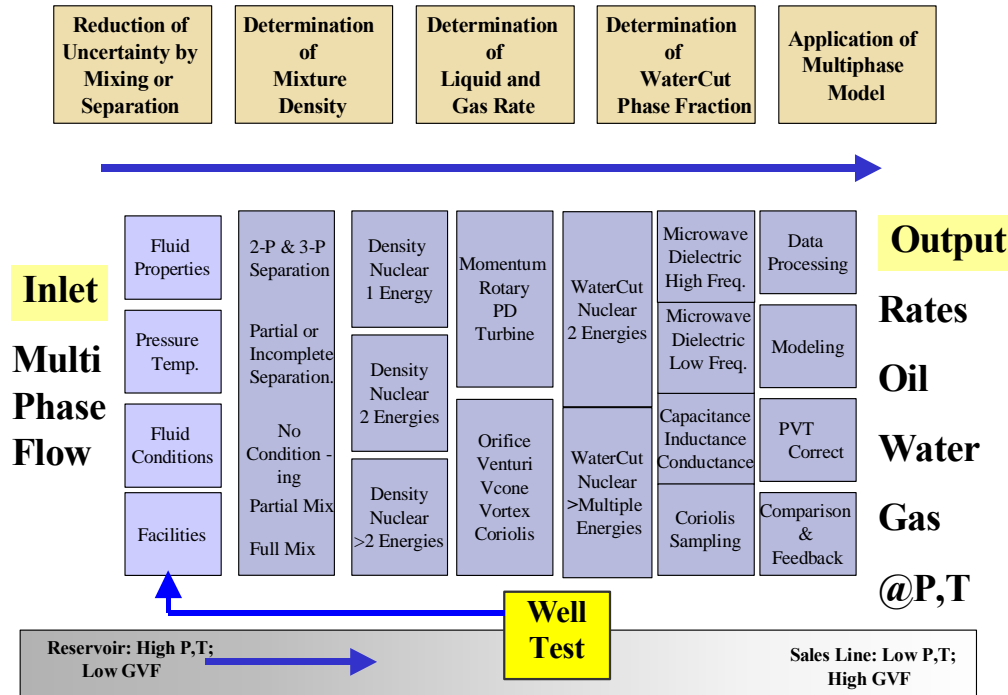 Reduction of
Uncertainty by
Mixing or
Separation
Determination
of
Mixture
Density
Determination
of
Liquid and
Gas Rate
Determination
of
WaterCut
Phase Fraction
Application of
Multiphase
Model
Inlet
Multi
Phase
Flow
Fluid
Properties
Pressure
Temp.
Fluid
Conditions
Facilities
2-P & 3-P
Separation
Partial or
Incomplete
Separation.
No
Condition -
ing
Partial Mix
Full Mix
Density
Nuclear
1 Energy
Density
Nuclear
2 Energies
Density
Nuclear
>2 Energies
Momentum
Rotary
PD
Turbine
Orifice
Venturi
Vcone
Vortex
Coriolis
WaterCut
Nuclear
2 Energies
WaterCut
Nuclear
>Multiple
Energies
Microwave
Dielectric
High Freq.
Microwave
Dielectric
Low Freq.
Capacitance
Inductance
Conductance
Coriolis
Sampling
Data
Processing
Modeling
PVT
Correct
Comparison
&
Feedback
Output
Rates
Oil
Water
Gas
@P,T
Well
Test
Reservoir: High P,T;
Low GVF
Sales Line: Low P,T;
High GVF